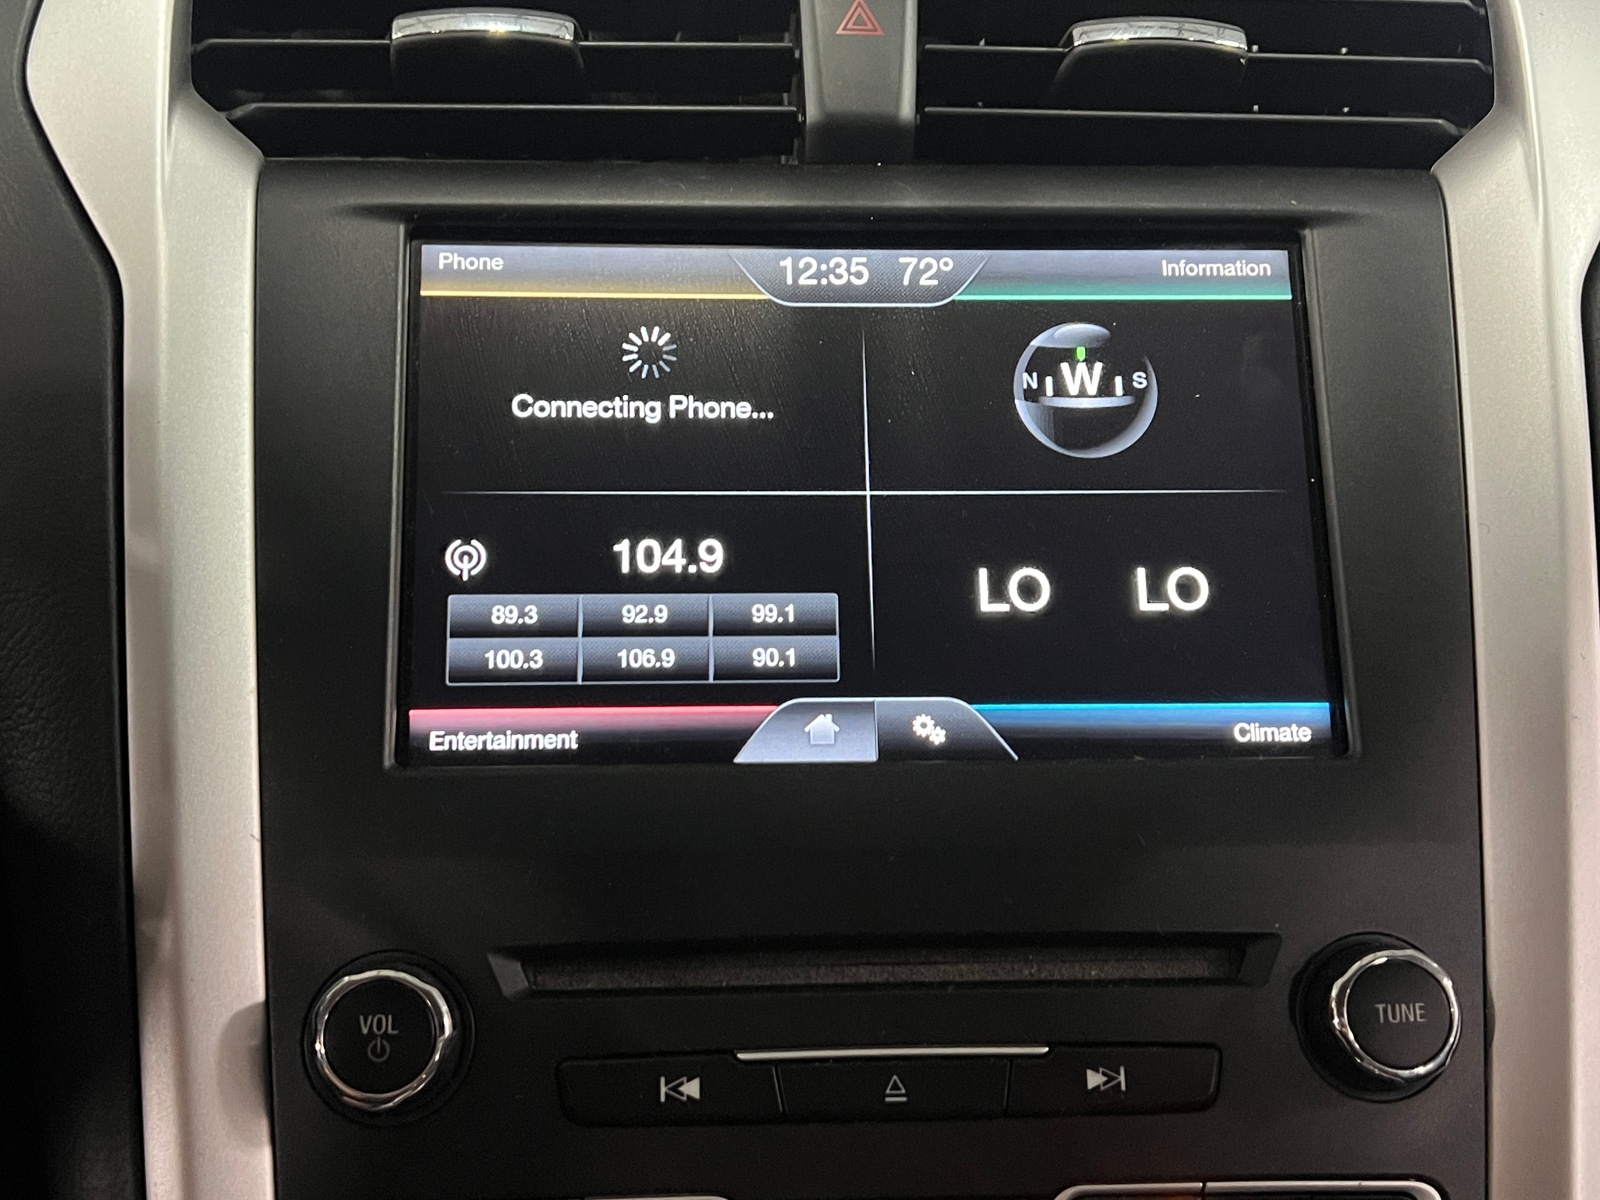 Phone
12:35 72°
Information
Connecting Phone...
N W S
104.9
89.3 92.9 99.1
100.3 106.9 90.1
LO LO
Entertainment
Climate
VOL
TUNE